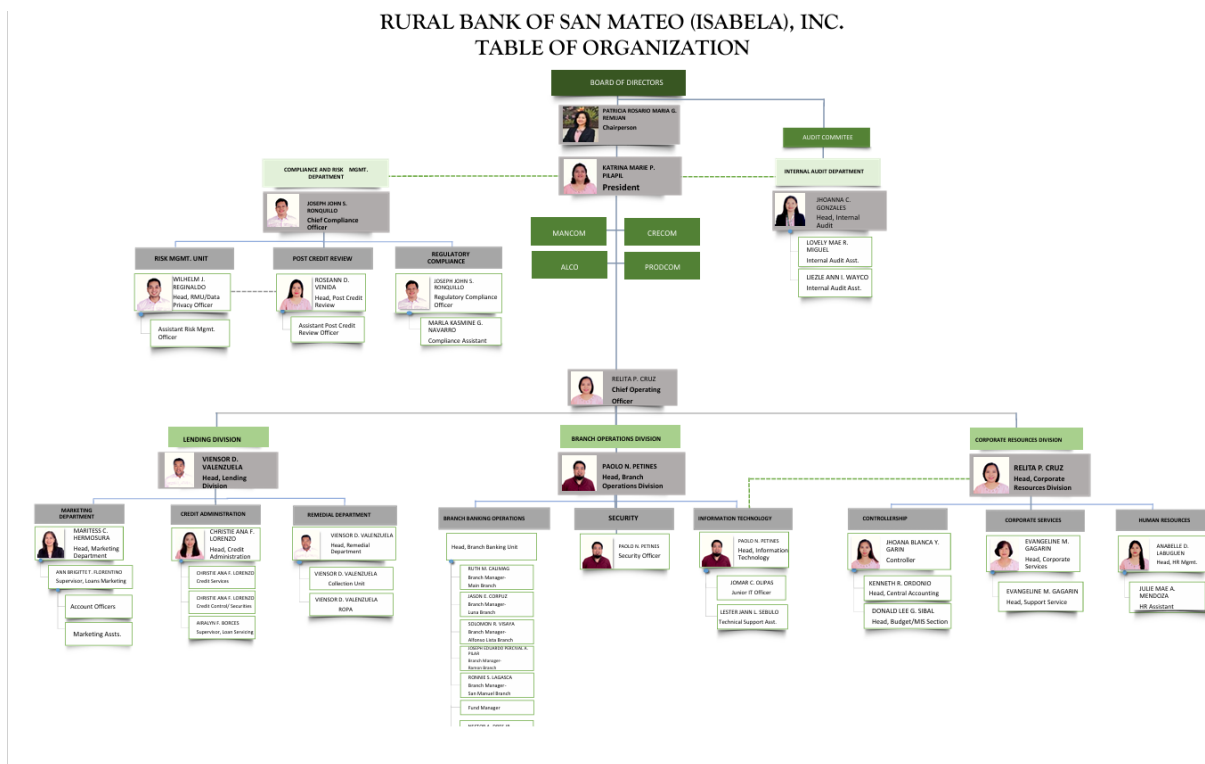 RURAL BANK OF SAN MATEO (ISABELA), INC.
TABLE OF ORGANIZATION
BOARD OF DIRECTORS
PATRICIA ROSARIO MARIA G.
REMIJAN
Chairperson
AUDIT COMMITEE
COMPLIANCE AND RISK MGMT.
DEPARTMENT
KATRINA MARIE P.
PILAPIL
President
INTERNAL AUDIT DEPARTMENT
JOSEPH JOHN S.
RONQUILLO
Chief Compliance
Officer
JHOANNA C.
GONZALES
Head, Internal
Audit
MANCOM
CRECOM
ALCO
PRODCOM
LOVELY MAE R.
MIGUEL
Internal Audit Asst.
LIEZLE ANN I. WAYCO
Internal Audit Asst.
RISK MGMT. UNIT
POST CREDIT REVIEW
REGULATORY
COMPLIANCE
WILHELM J.
REGINALDO
Head, RMU/Data
Privacy Officer
ROSEANN D.
VENIDA
Head, Post Credit
Review
JOSEPH JOHN S.
RONQUILLO
Regulatory Compliance
Officer
Assistant Risk Mgmt.
Officer
Assistant Post Credit
Review Officer
MARLA KASMINE G.
NAVARRO
Compliance Assistant
RELITA P. CRUZ
Chief Operating
Officer
LENDING DIVISION
BRANCH OPERATIONS DIVISION
CORPORATE RESOURCES DIVISION
VIENSOR D.
VALENZUELA
Head, Lending
Division
PAOLO N. PETINES
Head, Branch
Operations Division
RELITA P. CRUZ
Head, Corporate
Resources Division
MARKETING
DEPARTMENT
CREDIT ADMINISTRATION
REMEDIAL DEPARTMENT
BRANCH BANKING OPERATIONS
SECURITY
INFORMATION TECHNOLOGY
CONTROLLERSHIP
CORPORATE SERVICES
HUMAN RESOURCES
MARITESS C.
HERMOSURA
Head, Marketing
Department
CHRISTIE ANA F.
LORENZO
Head, Credit
Administration
VIENSOR D. VALENZUELA
Head, Remedial
Department
Head, Branch Banking Unit
PAOLO N. PETINES
Security Officer
PAOLO N. PETINES
Head, Information
Technology
JHOANA BLANCA Y.
GARIN
Controller
EVANGELINE M.
GAGARIN
Head, Corporate
Services
ANABELLE D.
LABUGUEN
Head, HR Mgmt.
ANN BRIGITTE T. FLORENTINO
Supervisor, Loans Marketing
Account Officers
Marketing Assts.
CHRISTIE ANA F. LORENZO
Credit Services
CHRISTIE ANA F. LORENZO
Credit Control/ Securities
AIRALYN F. BORCES
Supervisor, Loan Servicing
VIENSOR D. VALENZUELA
Collection Unit
VIENSOR D. VALENZUELA
ROPA
RUTH M. CALIMAG
Branch Manager-
Main Branch
JASON E. CORPUZ
Branch Manager-
Luna Branch
SOLOMON R. VISAYA
Branch Manager-
Alfonso Lista Branch
JOSEPH EDUARDO PERCIVAL A.
PILAR
Branch Manager-
Ramon Branch
RONNIE S. LAGASCA
Branch Manager-
San Manuel Branch
Fund Manager
JOMAR C. OLIPAS
Junior IT Officer
LESTER JANN L. SEBULO
Technical Support Asst.
KENNETH R. ORDONIO
Head, Central Accounting
DONALD LEE G. SIBAL
Head, Budget/MIS Section
EVANGELINE M. GAGARIN
Head, Support Service
JULIE MAE A.
MENDOZA
HR Assistant